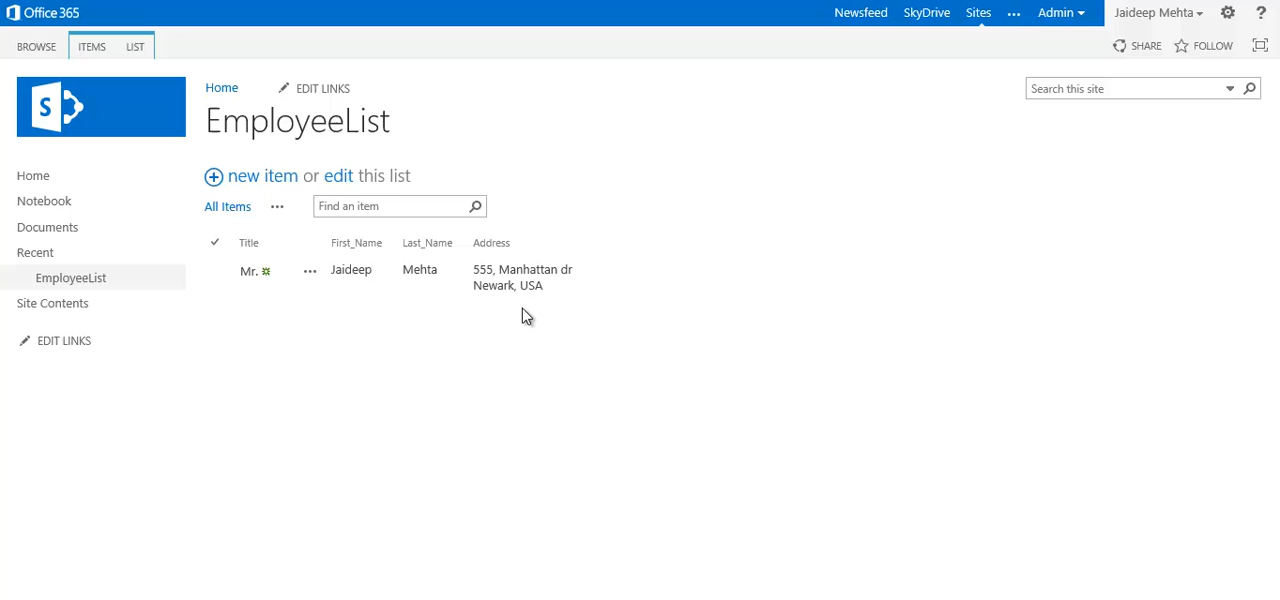 Office 365 Newsfeed SkyDrive Sites ... Admin Jaideep Mehta ?
BROWSE ITEMS LIST SHARE FOLLOW
S
Home EDIT LINKS
Search this site
EmployeeList
new item or edit this list
All Items ... Find an item
Title First_Name Last_Name Address
Mr. ... Jaideep Mehta 555, Manhattan dr
Newark, USA
Home
Notebook
Documents
Recent
EmployeeList
Site Contents
EDIT LINKS